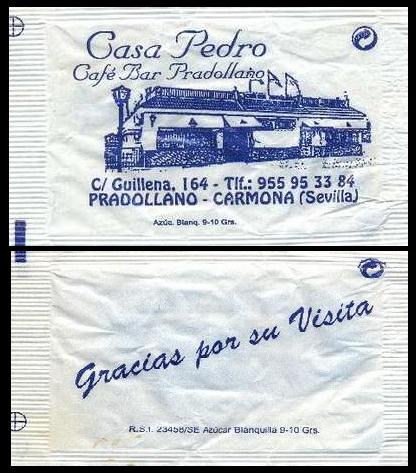 Casa Pedro
Café Bar Pradollano
C/ Guillena, 164 - Tlf.: 955 95 33 84
PRADOLLANO - CARMONA (Sevilla)
Azúc. Blanq. 9-10 Grs.
Gracias por su Visita
R.S.I. 23458/SE Azúcar Blanquilla 9-10 Grs.